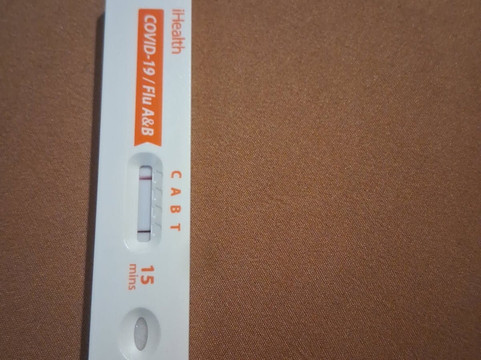 iHealth
COVID-19 / Flu A&B
C A B T
15
mins